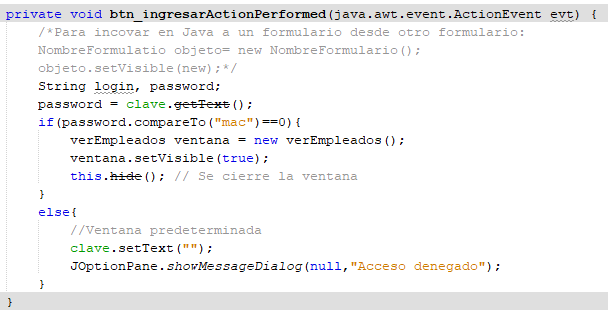 private void btn_ingresarActionPerformed(java.awt.event.ActionEvent evt) {
/*Para incovar en Java a un formulario desde otro formulario:
NombreFormulatio objeto= new NombreFormulario();
objeto.setVisible(new);*/
String login, password;
password = clave.getText();
if(password.compareTo("mac")==0){
verEmpleados ventana = new verEmpleados();
ventana.setVisible(true);
this.hide(); // Se cierre la ventana
}
else{
//Ventana predeterminada
clave.setText("");
JOptionPane.showMessageDialog(null,"Acceso denegado");
}
}